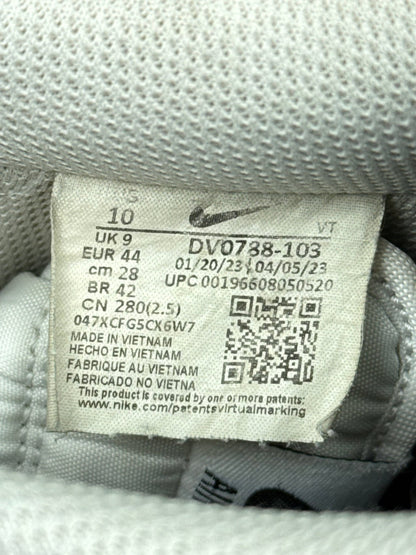 US
10 VT
UK 9 DV0788-103
EUR 44 01/20/23 04/05/23
cm 28 UPC 00196608050520
BR 42
CN 280(2.5)
047XCFG5CX6W7
MADE IN VIETNAM
HECHO EN VIETNAM
FABRIQUE AU VIETNAM
FABRICADO NO VIETNA
This product is covered by one or more
www.nike.com/patentsvirtualmarking